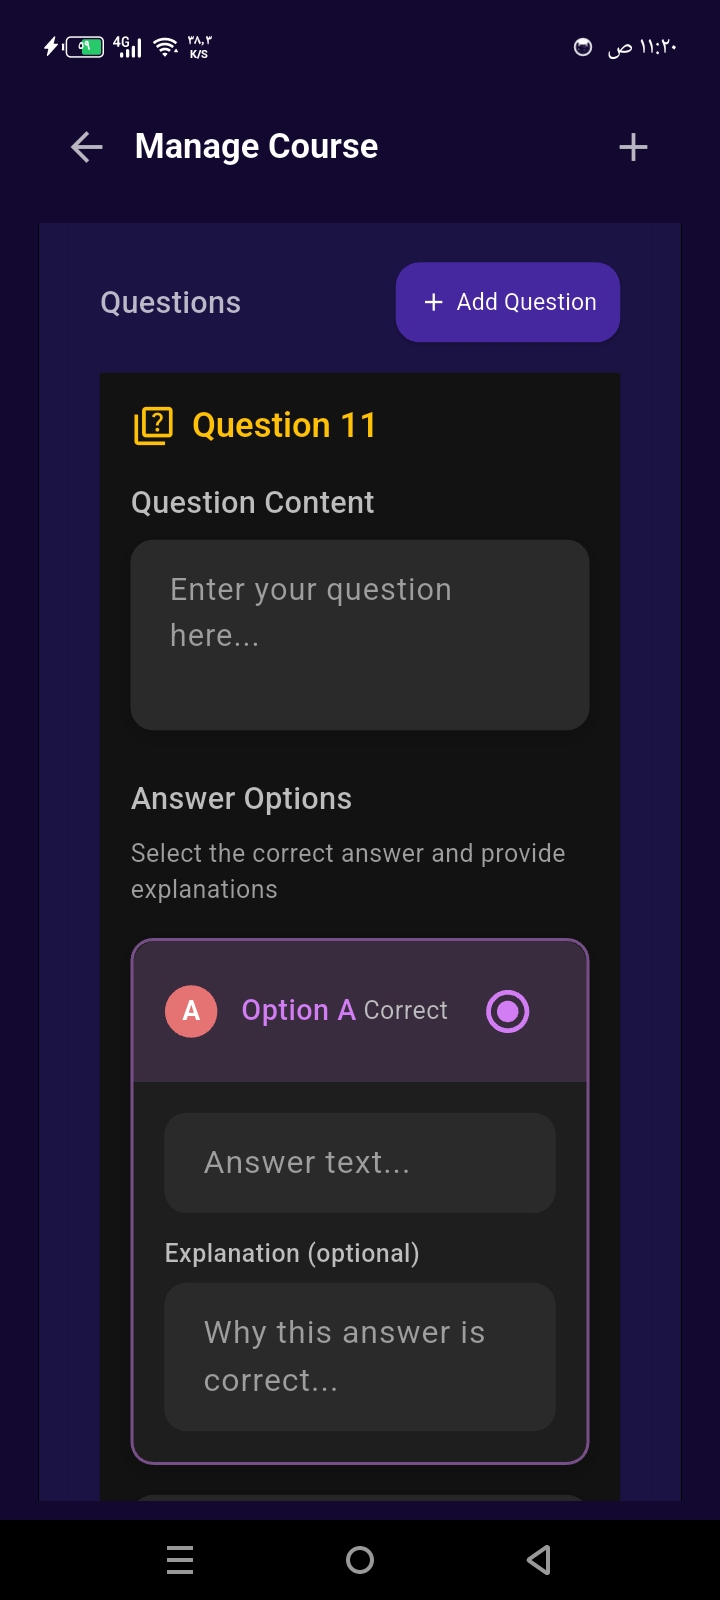 ٥٩ 4G ٣٨,٣ K/S ١١:٢٠ ص
Manage Course
Questions
Add Question
Question 11
Question Content
Enter your question
here...
Answer Options
Select the correct answer and provide
explanations
A Option A Correct
Answer text...
Explanation (optional)
Why this answer is
correct...